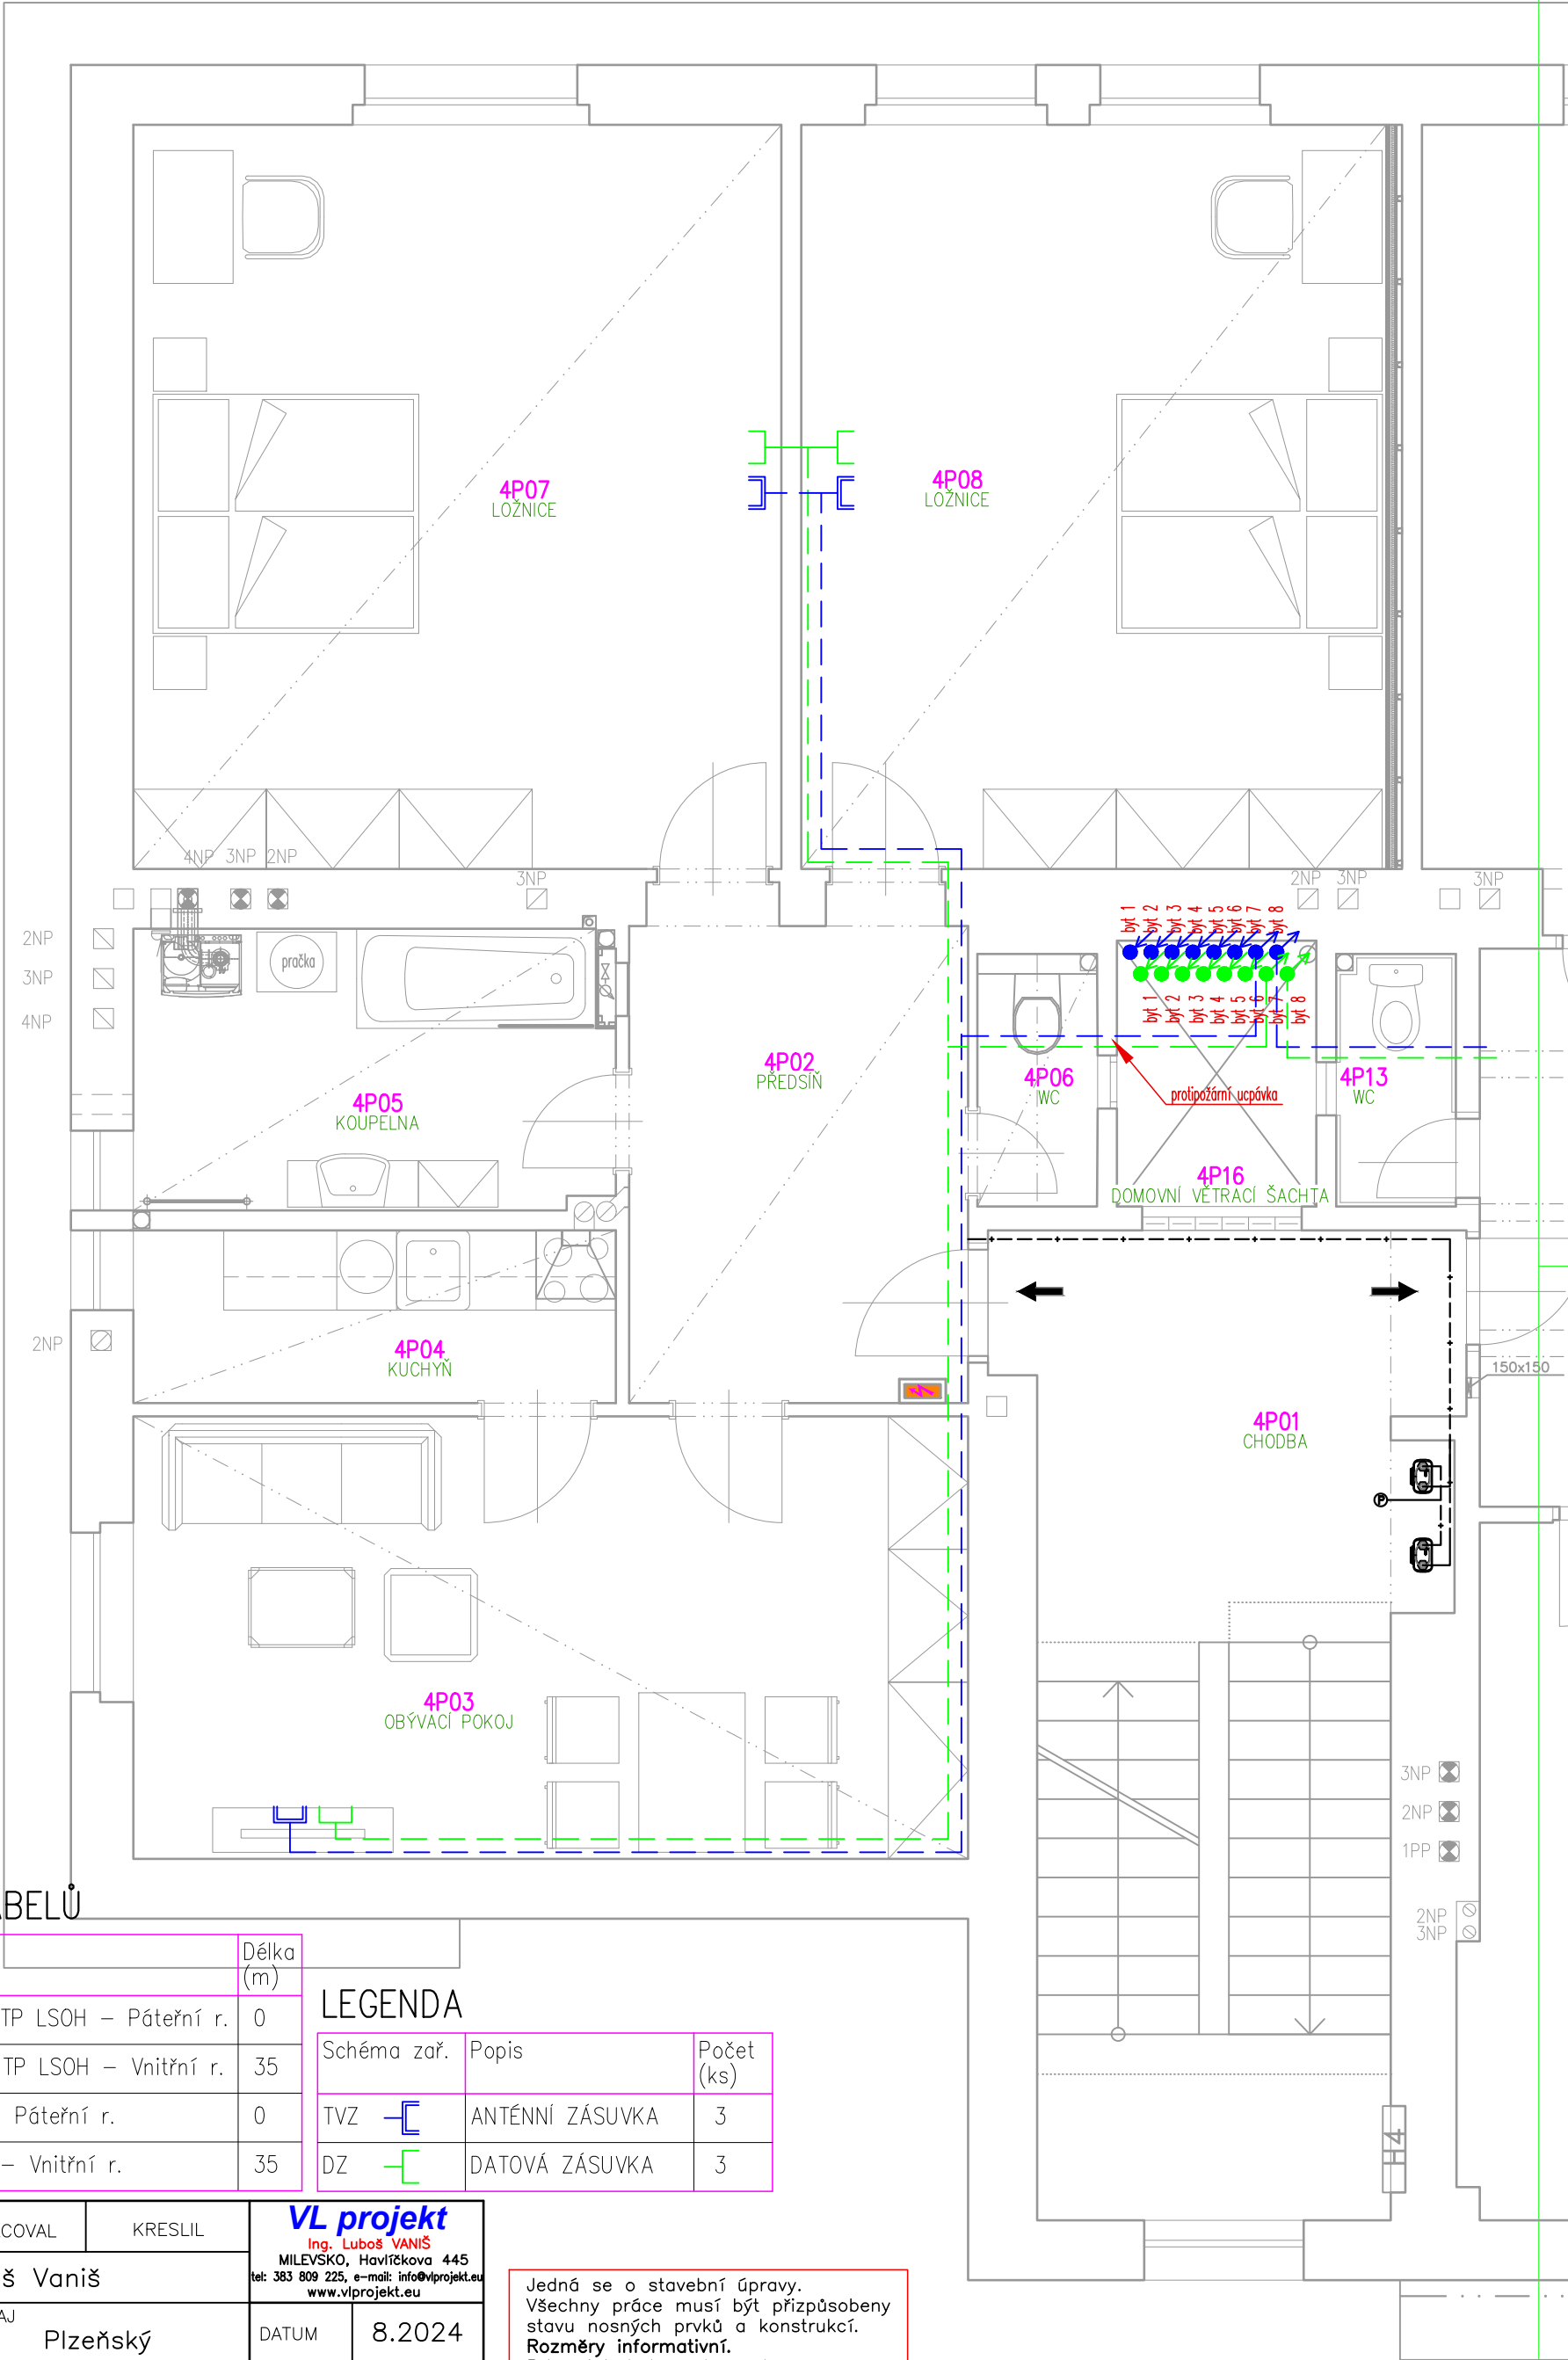 4P07
LOŽNICE
4P08
LOŽNICE
4NP 3NP 2NP
3NP
2NP 3NP
3NP
2NP
3NP
4NP
pračka
byt 1
byt 2
byt 3
byt 4
byt 5
byt 6
byt 7
byt 8
byt 1
byt 2
byt 3
byt 4
byt 5
byt 6
byt 7
byt 8
4P02
PŘEDSÍŇ
4P05
KOUPELNA
4P06
WC
4P13
WC
protipožární ucpávka
4P16
DOMOVNÍ VĚTRACÍ ŠACHTA
2NP
4P04
KUCHYŇ
150x150
4P01
CHODBA
P
4P03
OBÝVACÍ POKOJ
3NP
2NP
1PP
2NP
3NP
ABELŮ
Délka
(m)
TP LSOH – Páteřní r. 0
TP LSOH – Vnitřní r. 35
Páteřní r. 0
– Vnitřní r. 35
LEGENDA
Schéma zař. Popis Počet
(ks)
TVZ ANTÉNNÍ ZÁSUVKA 3
DZ DATOVÁ ZÁSUVKA 3
H4
COVAL KRESLIL
š Vaniš
AJ
Plzeňský
VL projekt
Ing. Luboš VANIŠ
MILEVSKO, Havlíčkova 445
tel: 383 809 225, e-mail: info@vlprojekt.eu
www.vlprojekt.eu
DATUM 8.2024
Jedná se o stavební úpravy.
Všechny práce musí být přizpůsobeny
stavu nosných prvků a konstrukcí.
Rozměry informativní.